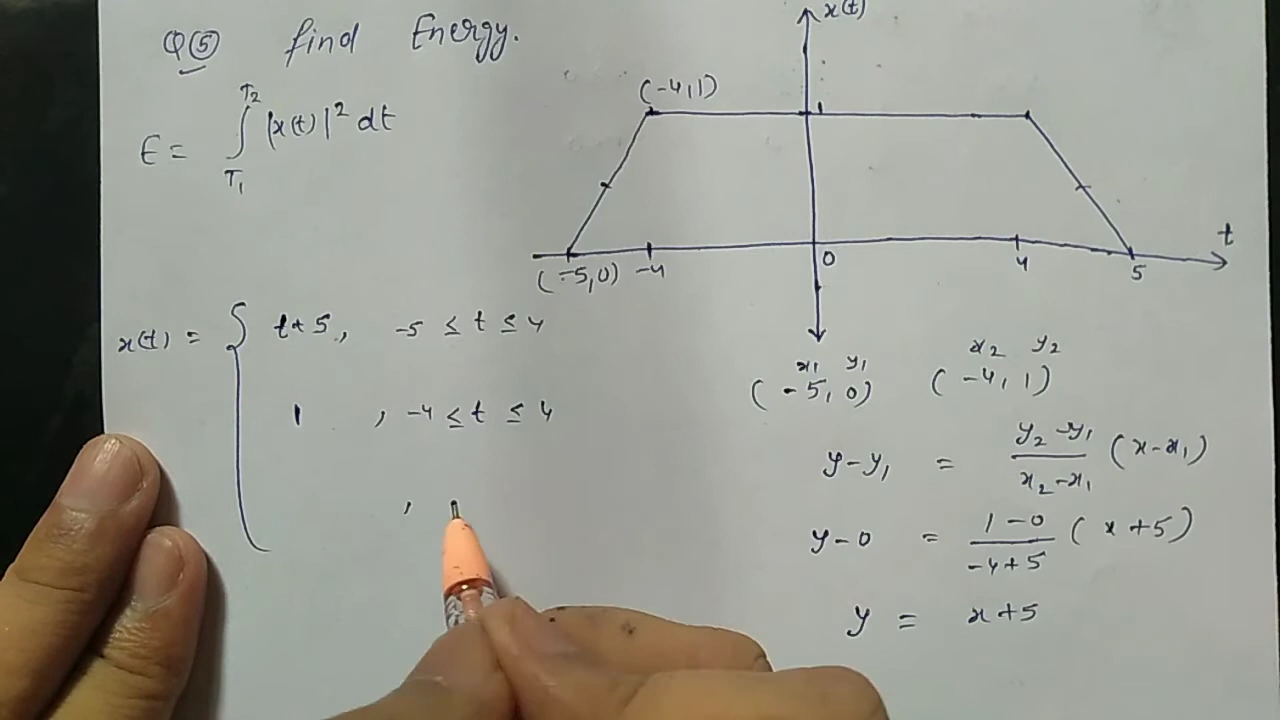 Q⑤ find Energy.
E = ∫_{T1}^{T2} |x(t)|² dt
x(t)
(-4,1)
1
t
(-5,0) -4 0 4 5
x(t) = { t+5, -5 ≤ t ≤ 4
1 , -4 ≤ t ≤ 4
,
x1 y1 x2 y2
(-5, 0) (-4, 1)
y-y1 = (y2-y1)/(x2-x1) (x-x1)
y-0 = (1-0)/(-4+5) (x+5)
y = x+5